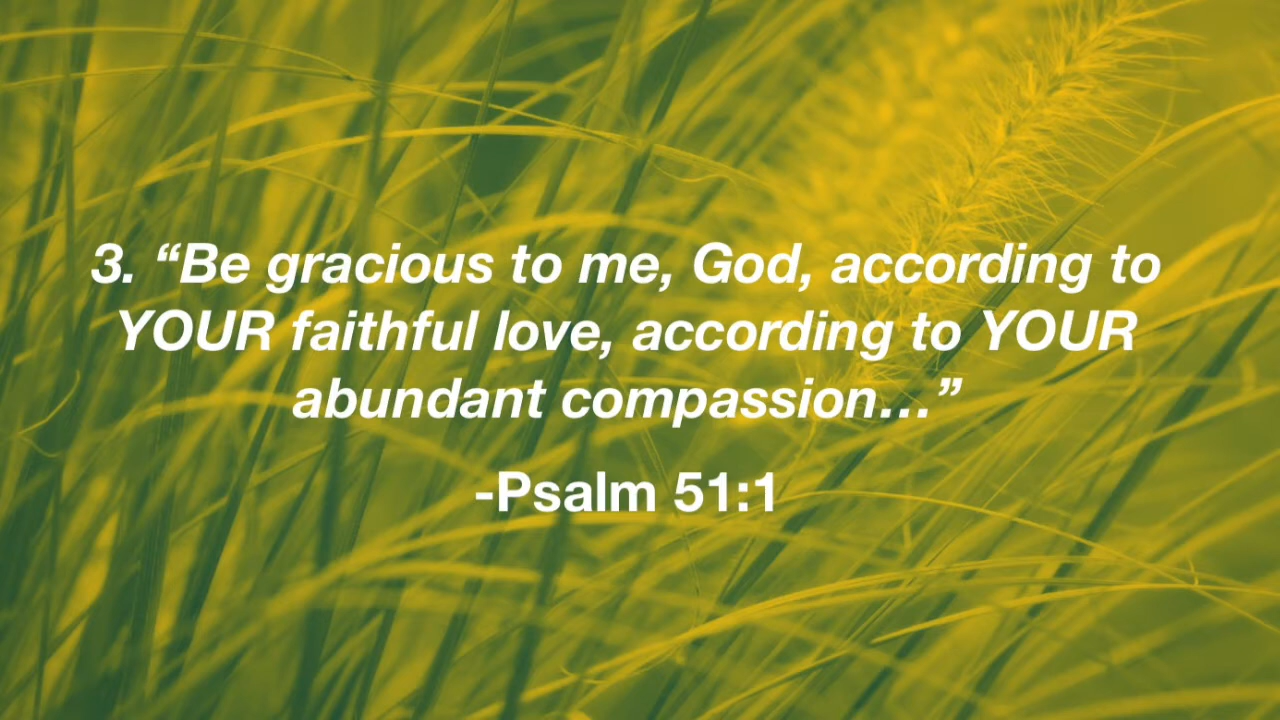 3. “Be gracious to me, God, according to
YOUR faithful love, according to YOUR
abundant compassion…”
-Psalm 51:1